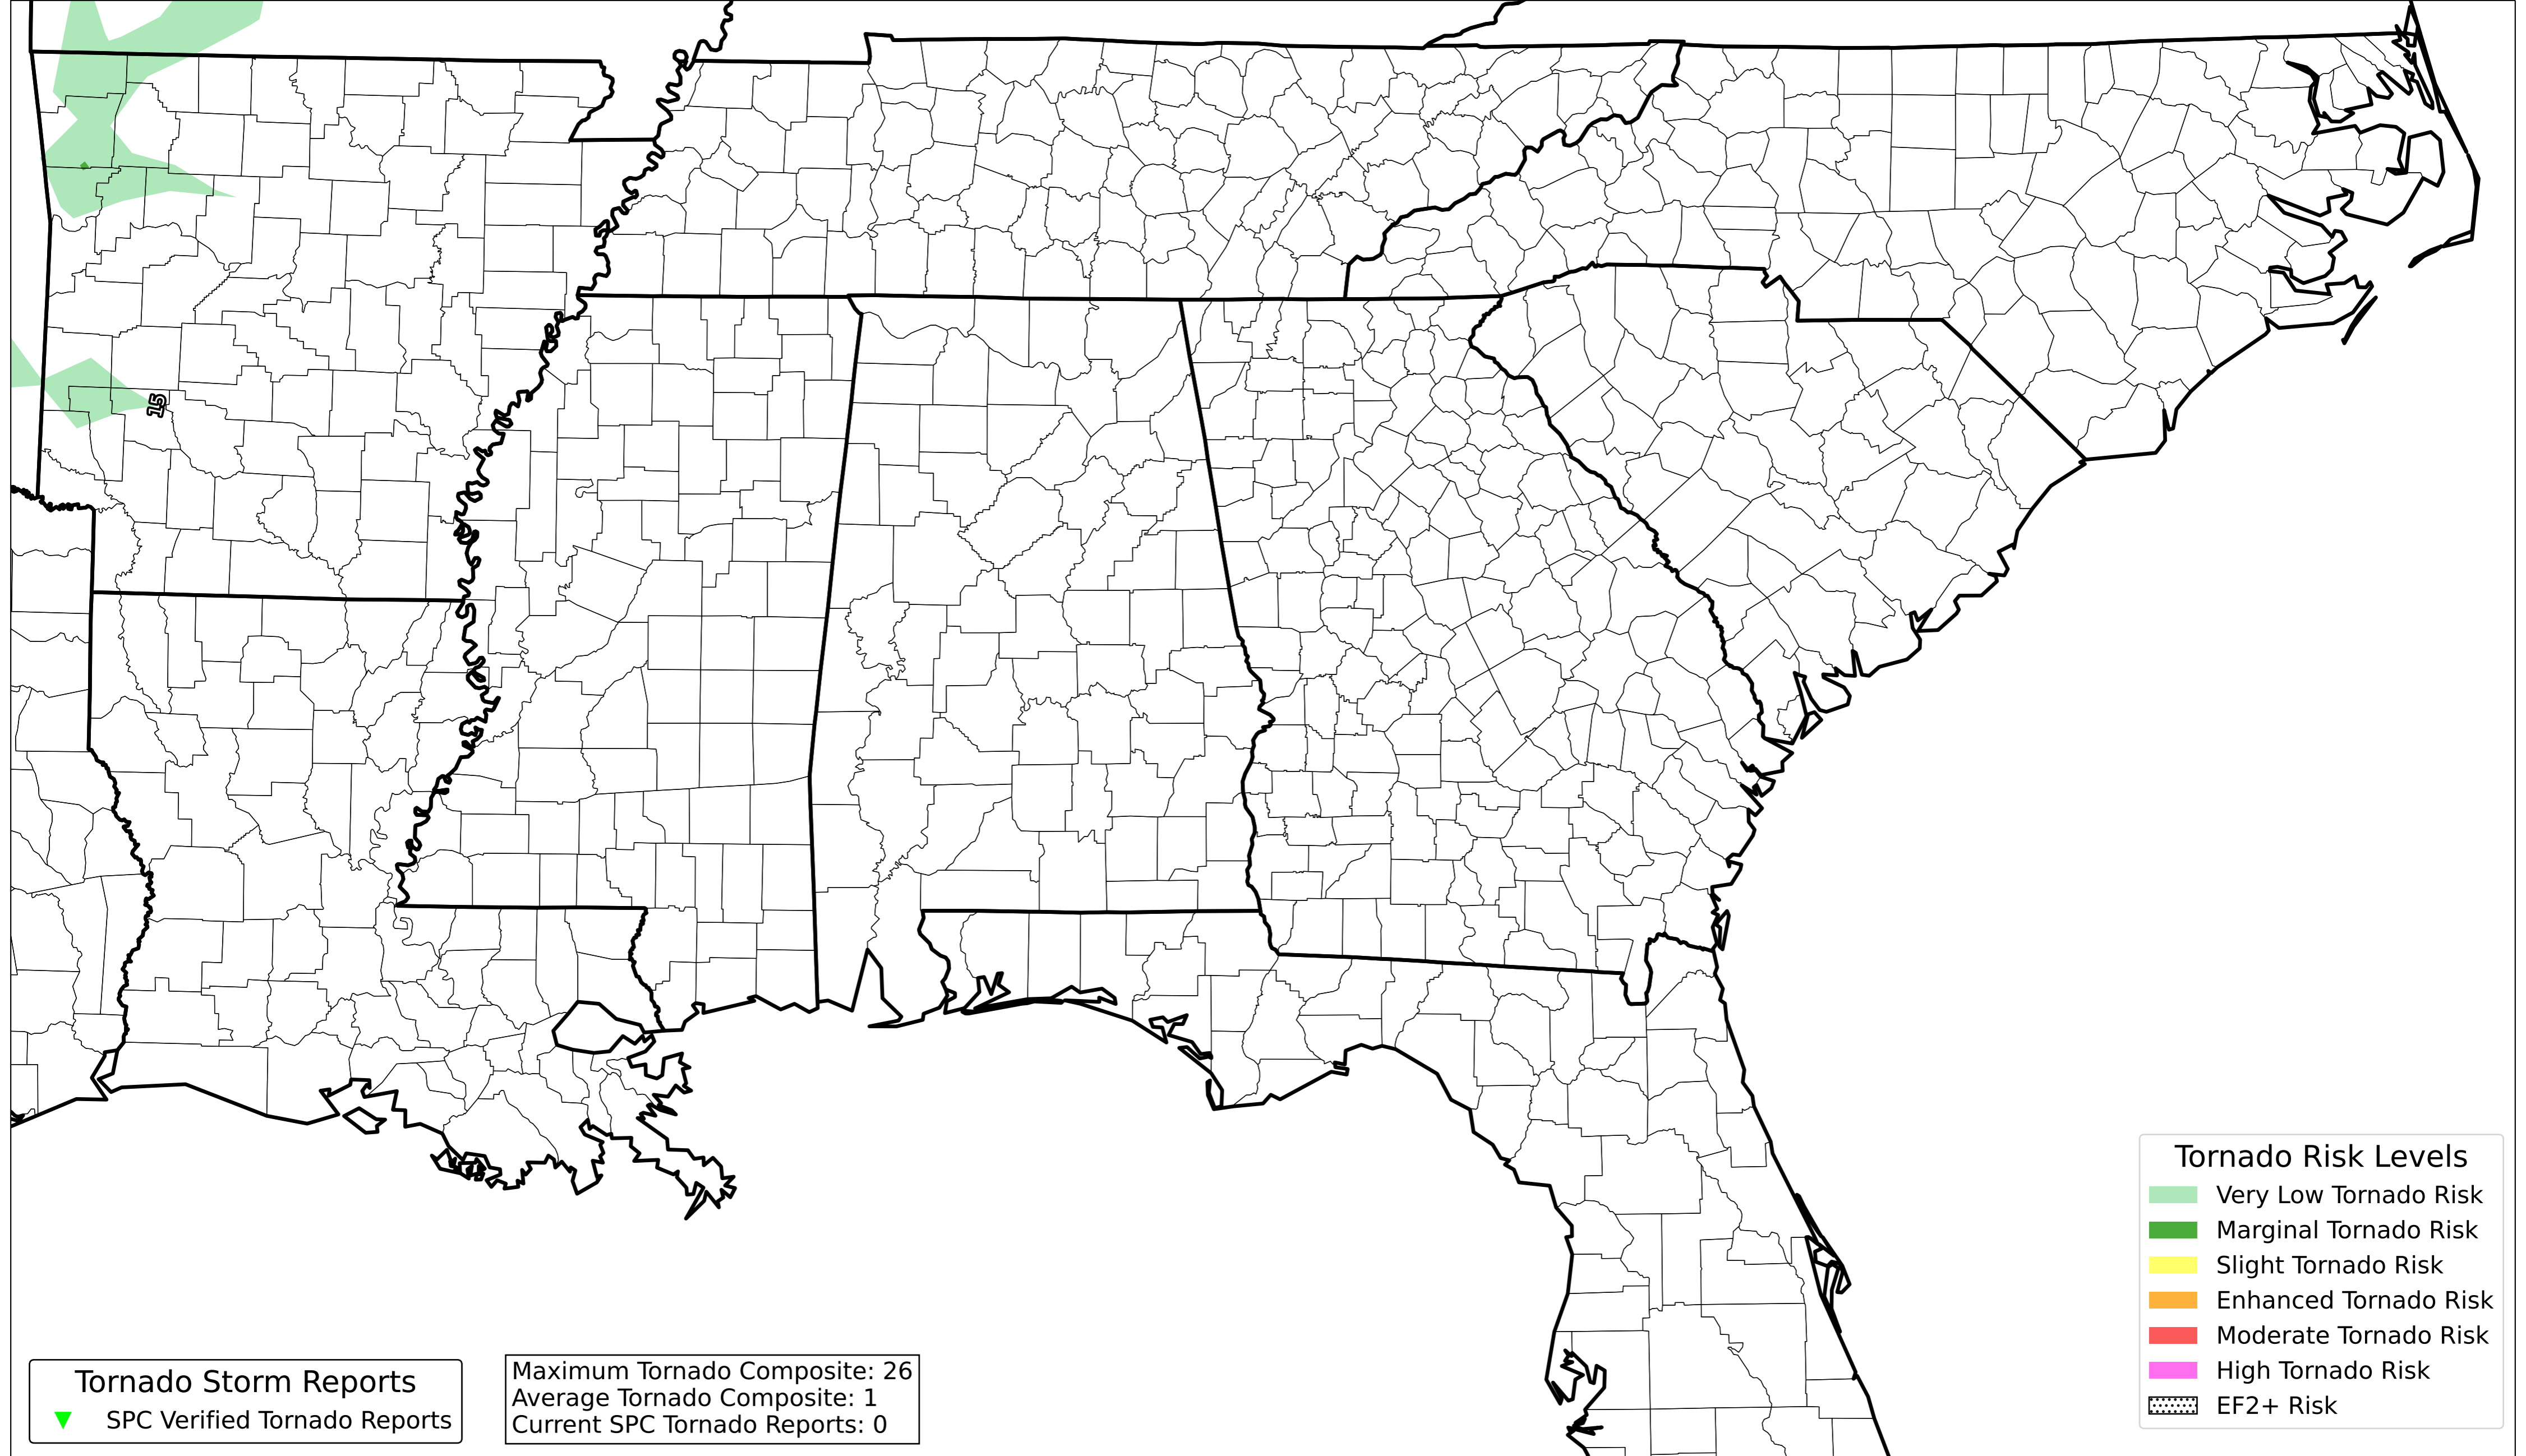 15
Tornado Storm Reports
SPC Verified Tornado Reports
Maximum Tornado Composite: 26
Average Tornado Composite: 1
Current SPC Tornado Reports: 0
Tornado Risk Levels
Very Low Tornado Risk
Marginal Tornado Risk
Slight Tornado Risk
Enhanced Tornado Risk
Moderate Tornado Risk
High Tornado Risk
EF2+ Risk